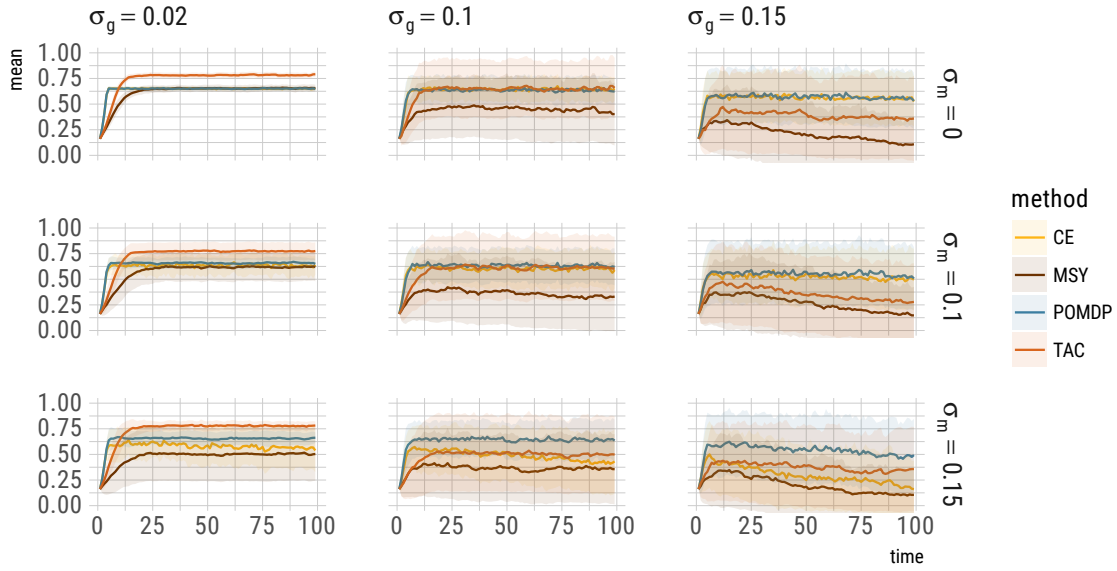 σg = 0.02
σg = 0.1
σg = 0.15
mean
1.00
0.75
0.50
0.25
0.00
σm = 0
1.00
0.75
0.50
0.25
0.00
σm = 0.1
1.00
0.75
0.50
0.25
0.00
σm = 0.15
0 25 50 75 100
0 25 50 75 100
0 25 50 75 100
time
method
CE
MSY
POMDP
TAC